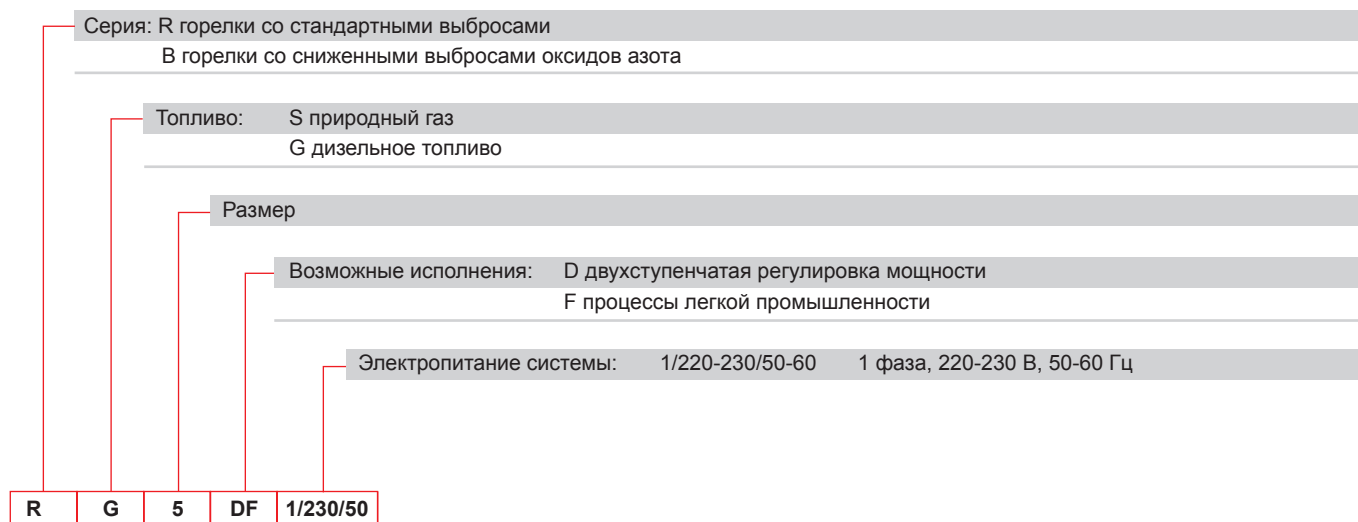 Серия: R горелки со стандартными выбросами
B горелки со сниженными выбросами оксидов азота
Топливо: S природный газ
G дизельное топливо
Размер
Возможные исполнения: D двухступенчатая регулировка мощности
F процессы легкой промышленности
Электропитание системы: 1/220-230/50-60 1 фаза, 220-230 В, 50-60 Гц
R G 5 DF 1/230/50